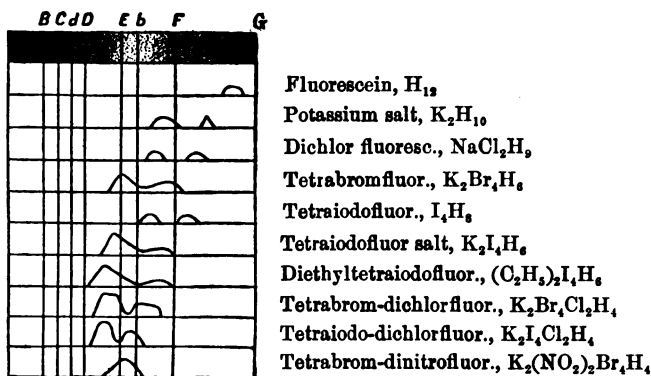 B C d D E b F G
Fluorescein, H₁₂
Potassium salt, K₂H₁₀
Dichlor fluoresc., NaCl₂H₉
Tetrabromfluor., K₂Br₄H₆
Tetraiodofluor., I₄H₈
Tetraiodofluor salt, K₂I₄H₆
Diethyltetraiodofluor., (C₂H₅)₂I₄H₆
Tetrabrom-dichlorfluor., K₂Br₄Cl₂H₄
Tetraiodo-dichlorfluor., K₂I₄Cl₂H₄
Tetrabrom-dinitrofluor., K₂(NO₂)₂Br₄H₄